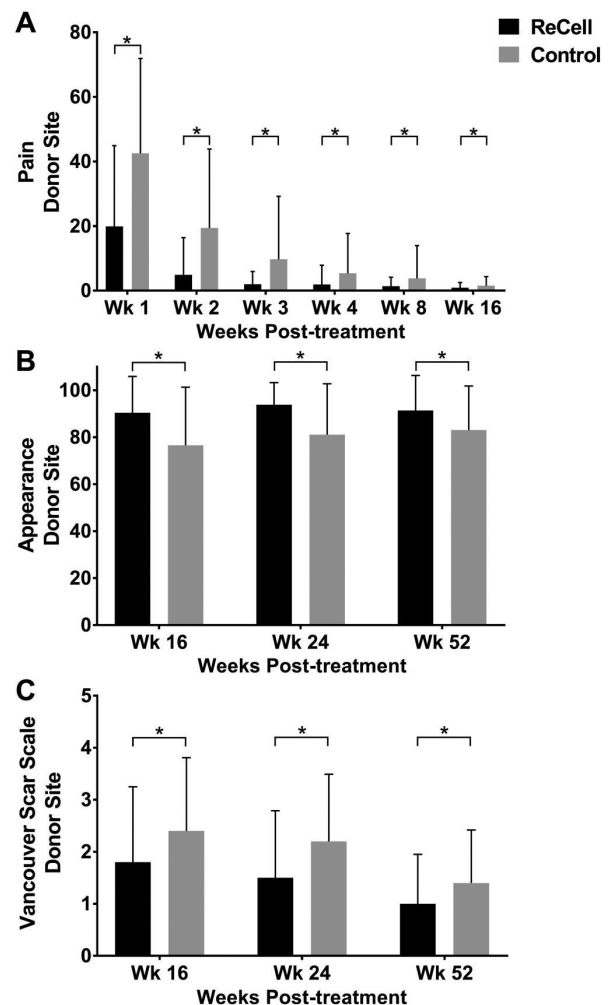 A
ReCell
Control
80
60
40
20
0
Pain
Donor Site
*
*
*
*
*
*
Wk 1 Wk 2 Wk 3 Wk 4 Wk 8 Wk 16
Weeks Post-treatment
B
100
80
60
40
20
0
Appearance
Donor Site
*
*
*
Wk 16 Wk 24 Wk 52
Weeks Post-treatment
C
5
4
3
2
1
0
Vancouver Scar Scale
Donor Site
*
*
*
Wk 16 Wk 24 Wk 52
Weeks Post-treatment